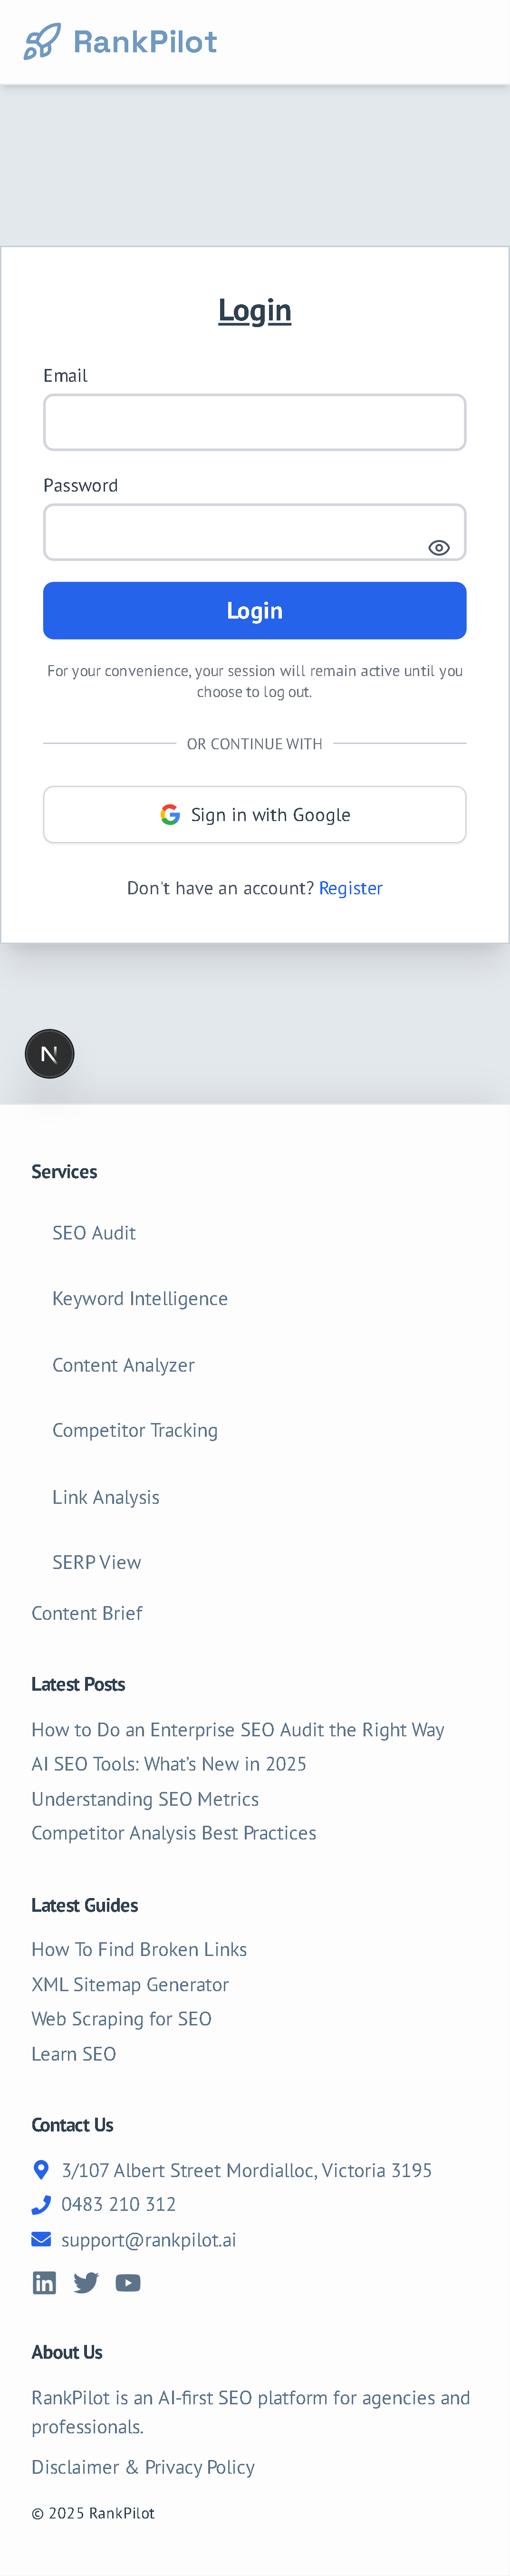 RankPilot
Login
Email
Password
Login
For your convenience, your session will remain active until you
choose to log out.
OR CONTINUE WITH
Sign in with Google
Don't have an account? Register
N
Services
SEO Audit
Keyword Intelligence
Content Analyzer
Competitor Tracking
Link Analysis
SERP View
Content Brief
Latest Posts
How to Do an Enterprise SEO Audit the Right Way
AI SEO Tools: What’s New in 2025
Understanding SEO Metrics
Competitor Analysis Best Practices
Latest Guides
How To Find Broken Links
XML Sitemap Generator
Web Scraping for SEO
Learn SEO
Contact Us
3/107 Albert Street Mordialloc, Victoria 3195
0483 210 312
support@rankpilot.ai
About Us
RankPilot is an AI-first SEO platform for agencies and
professionals.
Disclaimer & Privacy Policy
© 2025 RankPilot